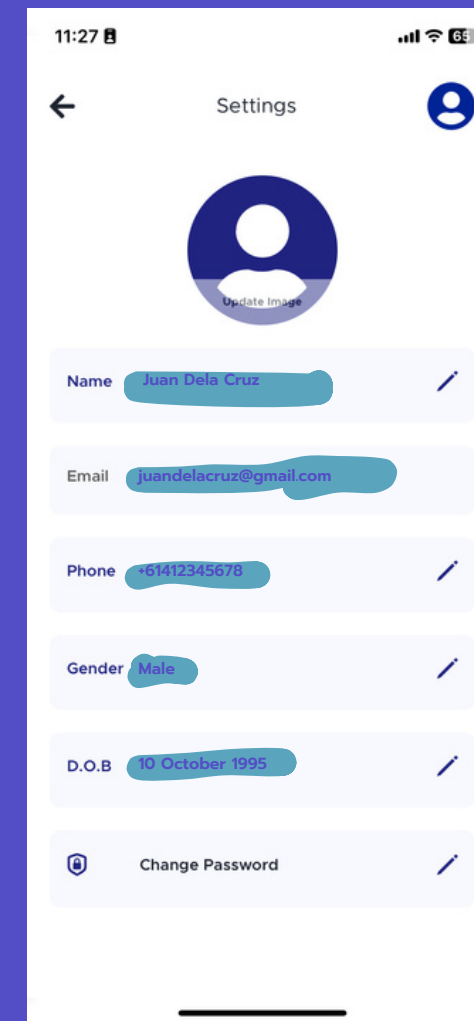 11:27
65
Settings
Update Image
Name Juan Dela Cruz
Email juandelacruz@gmail.com
Phone +61412345678
Gender Male
D.O.B 10 October 1995
Change Password